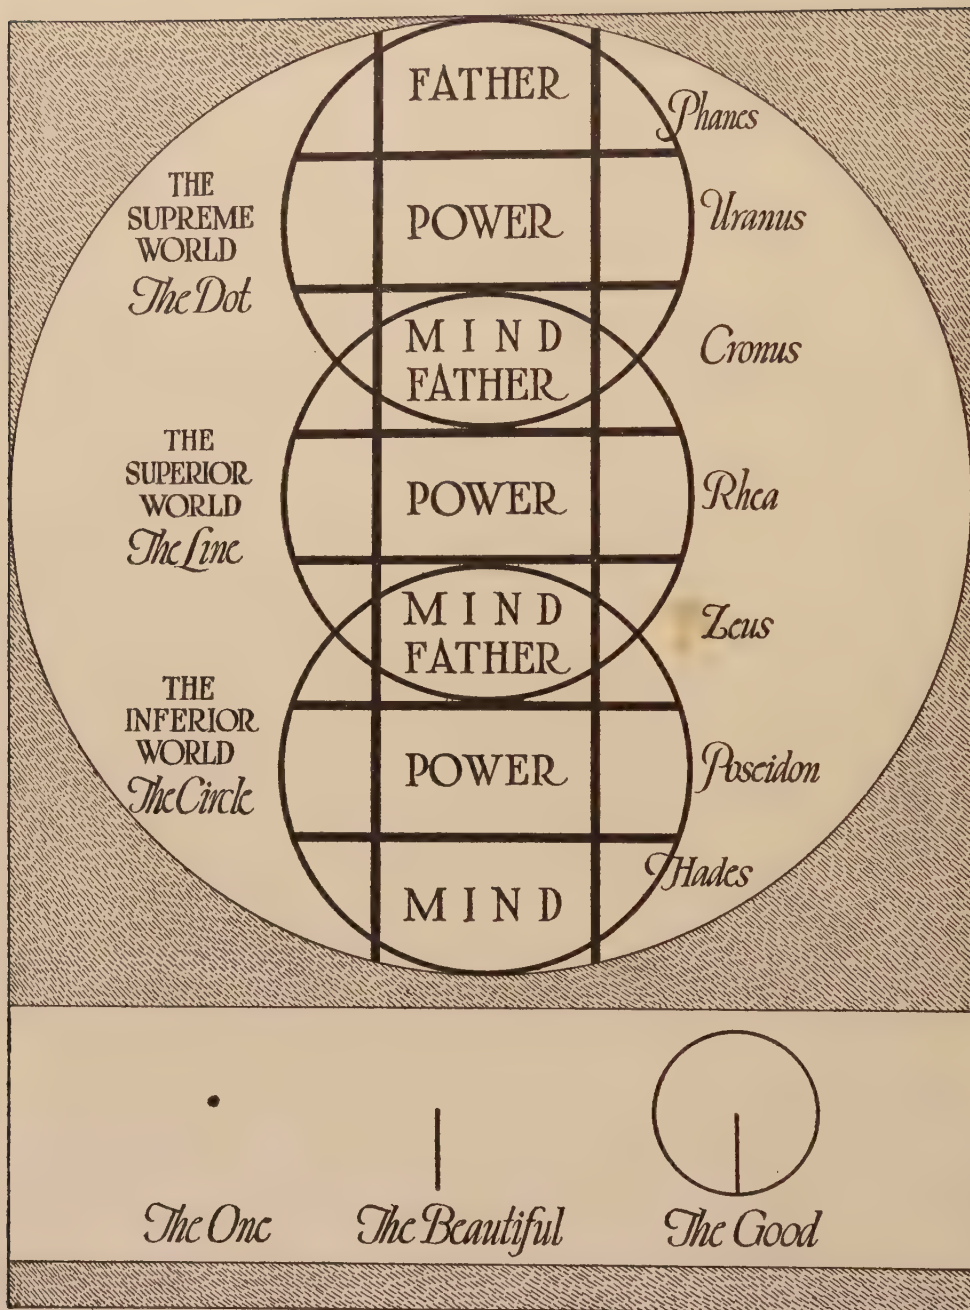 FATHER
Phanes
THE
SUPREME
WORLD
The Dot
POWER
Uranus
MIND
FATHER
Cronus
THE
SUPERIOR
WORLD
The Line
POWER
Rhea
MIND
FATHER
Zeus
THE
INFERIOR
WORLD
The Circle
POWER
Poseidon
MIND
Hades
The One
The Beautiful
The Good